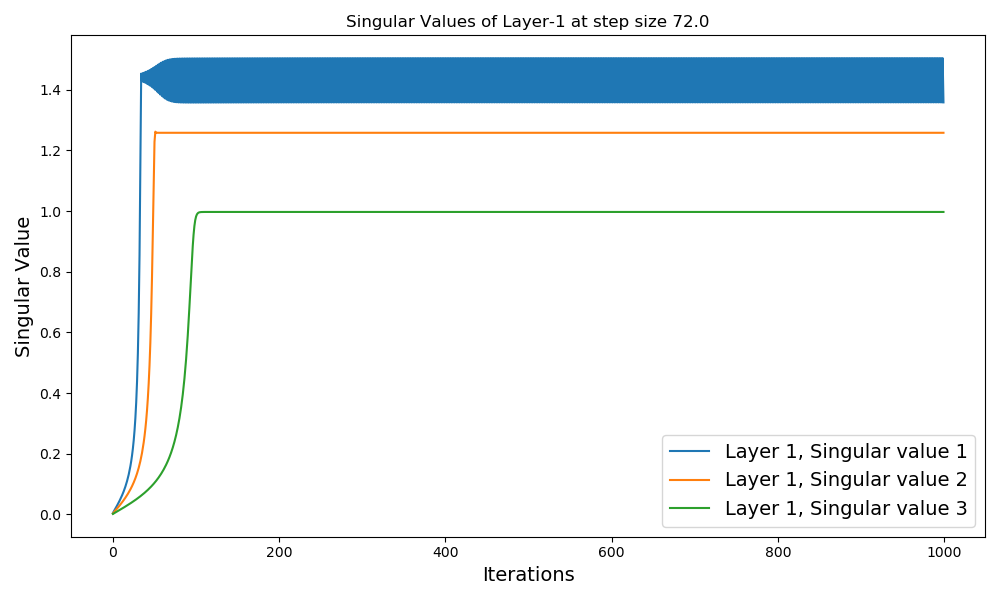 Singular Values of Layer-1 at step size 72.0
Singular Value
1.4
1.2
1.0
0.8
0.6
0.4
0.2
0.0
Layer 1, Singular value 1
Layer 1, Singular value 2
Layer 1, Singular value 3
0 200 400 600 800 1000
Iterations